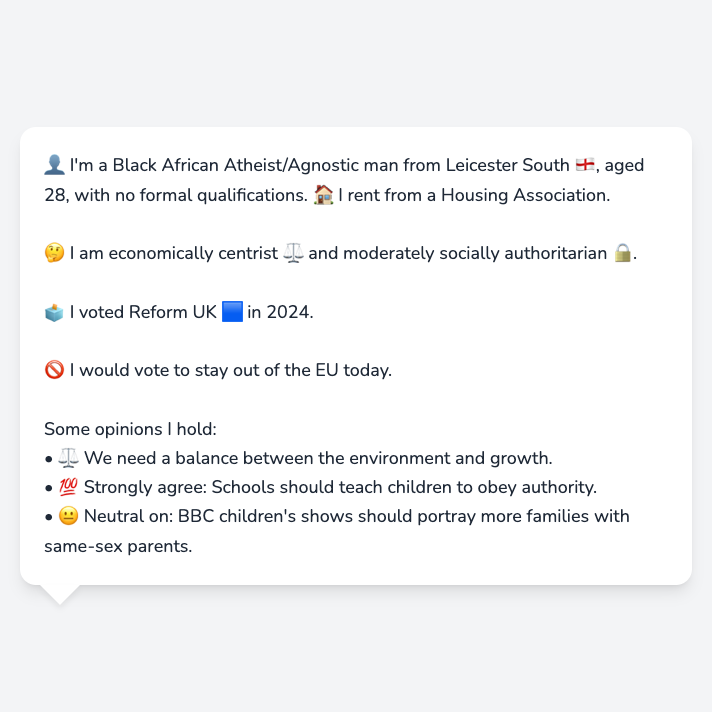 👤 I'm a Black African Atheist/Agnostic man from Leicester South 🏴󠁧󠁢󠁥󠁮󠁧󠁿, aged
28, with no formal qualifications. 🏠 I rent from a Housing Association.
🤔 I am economically centrist ⚖️ and moderately socially authoritarian 🔒.
🗳️ I voted Reform UK 🟦 in 2024.
🚫 I would vote to stay out of the EU today.
Some opinions I hold:
• ⚖️ We need a balance between the environment and growth.
• 💯 Strongly agree: Schools should teach children to obey authority.
• 😐 Neutral on: BBC children's shows should portray more families with
same-sex parents.